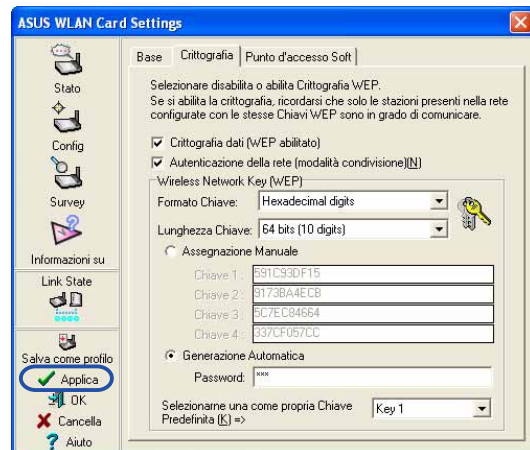 ASUS WLAN Card Settings
Stato
Config
Survey
Informazioni su
Link State
Salva come profilo
Applica
OK
Cancella
Aiuto
Base
Crittografia
Punto d'accesso Soft
Selezionare disabilita o abilita Crittografia WEP.
Se si abilita la crittografia, ricordarsi che solo le stazioni presenti nella rete
configurate con le stesse Chiavi WEP sono in grado di comunicare.
Crittografia dati (WEP abilitato)
Autenticazione della rete (modalità condivisione)(N)
Wireless Network Key (WEP)
Formato Chiave: Hexadecimal digits
Lunghezza Chiave: 64 bits (10 digits)
Assegnazione Manuale
Chiave 1 : 591C93DF15
Chiave 2 : 9173BA4ECB
Chiave 3 : 5C7EC84664
Chiave 4 : 337CF057CC
Generazione Automatica
Password: ***
Selezionarne una come propria Chiave
Predefinita (K) => Key 1